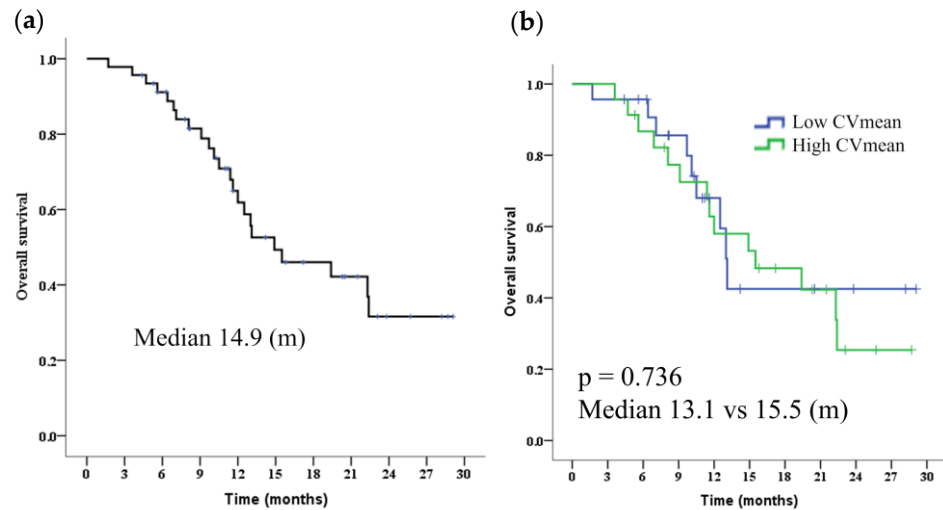 (a)
Overall survival
1.0
0.8
0.6
0.4
0.2
0.0
Median 14.9 (m)
0 3 6 9 12 15 18 21 24 27 30
Time (months)
(b)
Overall survival
1.0
0.8
0.6
0.4
0.2
0.0
Low CVmean
High CVmean
p = 0.736
Median 13.1 vs 15.5 (m)
0 3 6 9 12 15 18 21 24 27 30
Time (months)